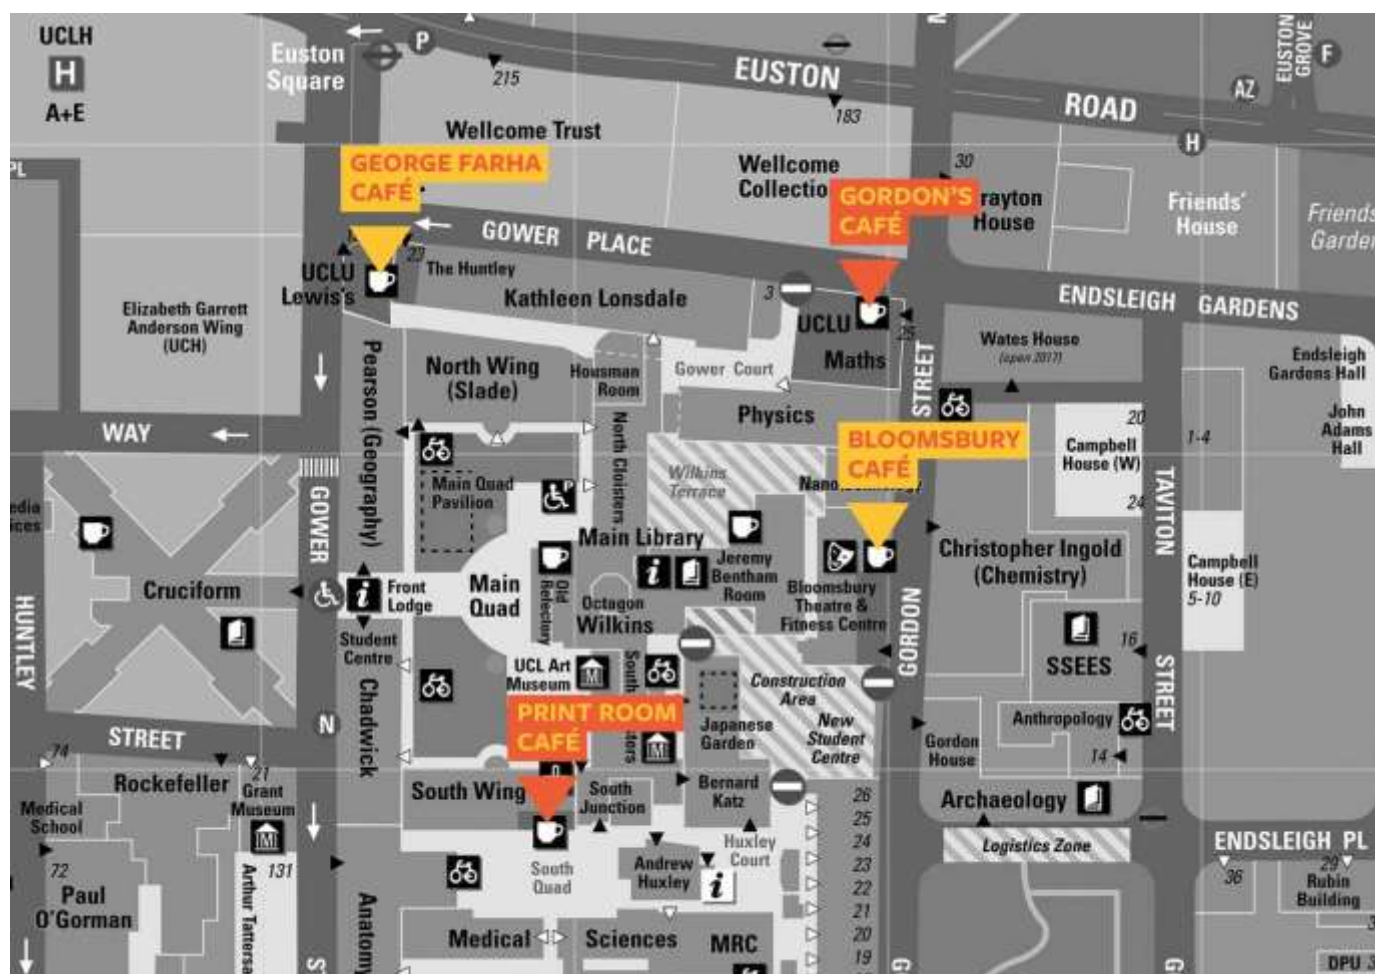 UCLH
H
A+E
Euston
Square
P
215
EUSTON
ROAD
183
AZ
EUSTON
GROVE
F
H
PL
Wellcome Trust
GEORGE FARHA
CAFÉ
Wellcome
Collectio
30
GORDON'S
CAFÉ
rayton
House
Friends'
House
Friends
Garden
GOWER PLACE
23
The Huntley
UCLU
Lewis's
Kathleen Lonsdale
3
UCLU
Maths
25
ENDSLEIGH GARDENS
Elizabeth Garrett
Anderson Wing
(UCH)
Pearson (Geography)
North Wing
(Slade)
Housman
Room
Gower Court
Wates House
(open 2017)
Endsleigh
Gardens Hall
STREET
Physics
20
Campbell
House (W)
24
1-4
John
Adams
Hall
WAY
North Cloisters
BLOOMSBURY
CAFÉ
GOWER
Main Quad
Pavilion
P
Wilkins
Terrace
TAVITON
Main Library
Jeremy
Bentham
Room
Christopher Ingold
(Chemistry)
Campbell
House (E)
5-10
Cruciform
HUNTLEY
i
Front
Lodge
Main
Quad
Old
Refectory
i
Octagon
Wilkins
Bloomsbury
Theatre &
Fitness Centre
GORDON
Student
Centre
16
SSEES
STREET
UCL Art
Museum
M
South
Construction
Area
PRINT ROOM
CAFÉ
Chadwick
N
Japanese
Garden
New
Student
Centre
Anthropology
Gordon
House
14
STREET
74
Rockefeller
21
Grant
Museum
M
131
South Wing
South
Junction
M
Bernard
Katz
Archaeology
Medical
School
72
Paul
O'Gorman
South
Quad
Andrew
Huxley
i
Huxley
Court
26
25
24
23
22
21
20
19
Logistics Zone
ENDSLEIGH PL
36
29
Rubin
Building
DPU
Anatomy
Medical
Sciences
MRC